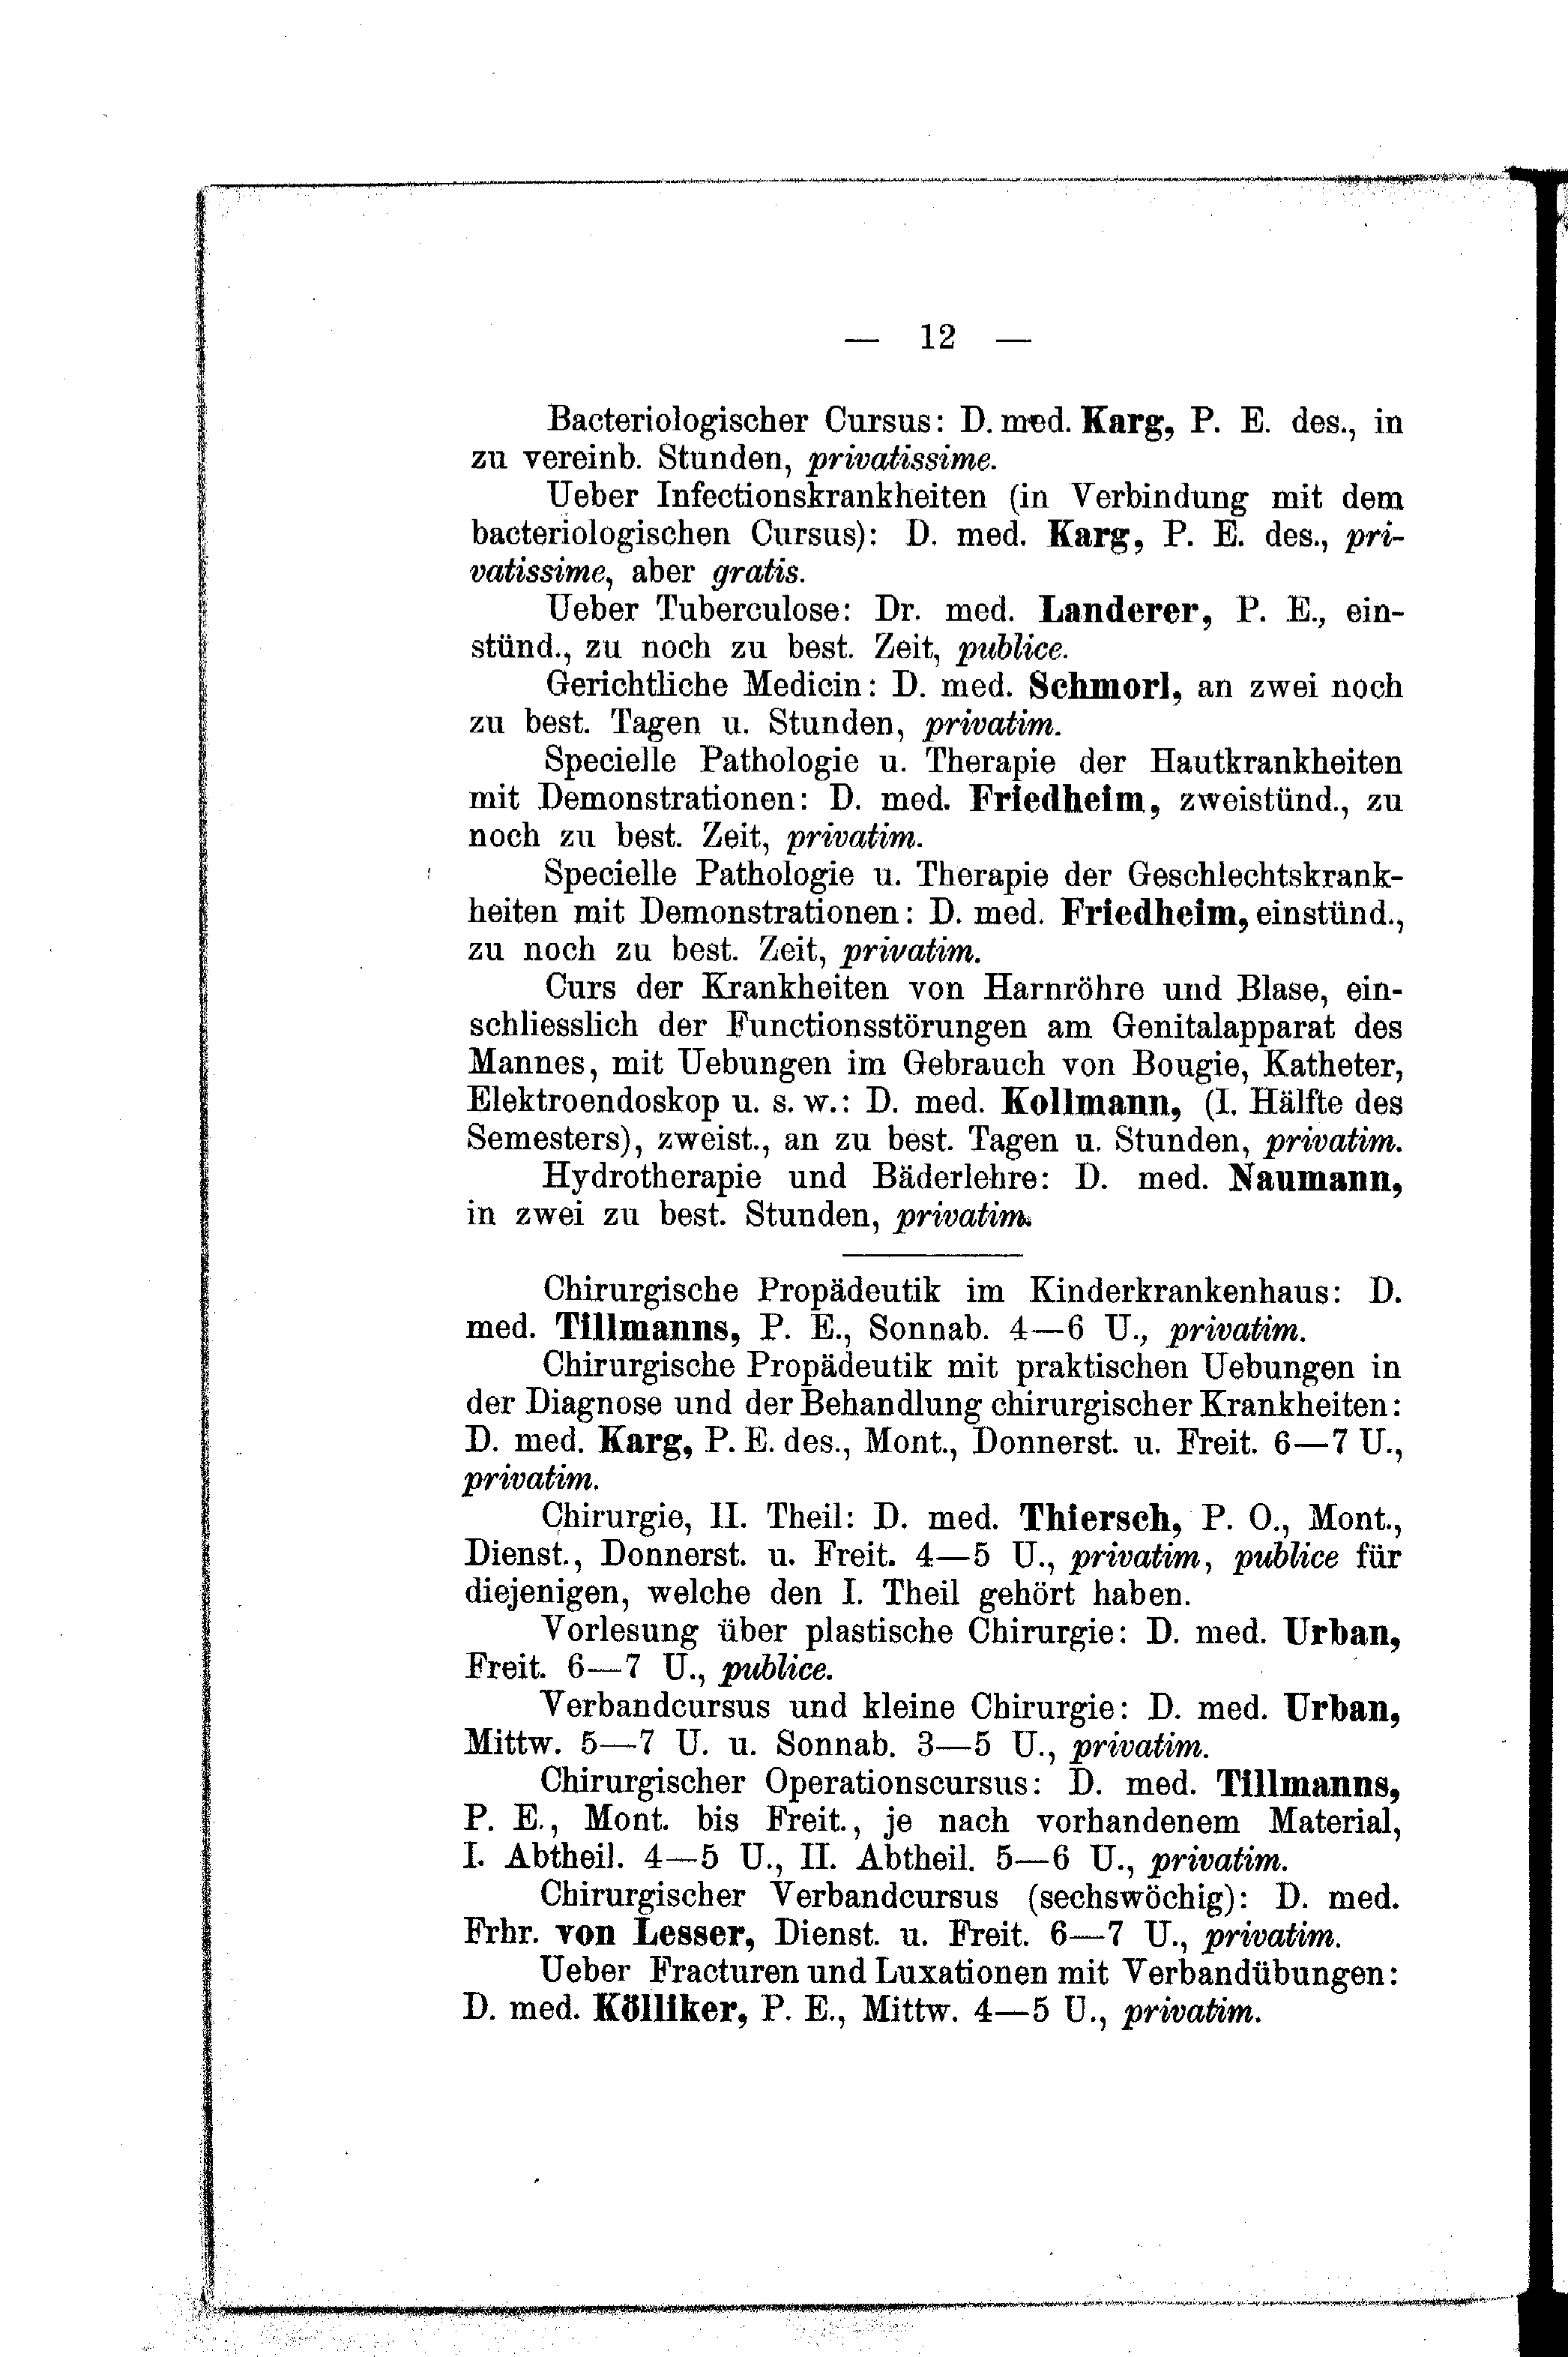 — 12 —
Bacteriologischer Cursus: D. med. Karg, P. E. des., in
zu vereinb. Stunden, privatissime.
Ueber Infectionskrankheiten (in Verbindung mit dem
bacteriologischen Cursus): D. med. Karg, P. E. des., pri-
vatissime, aber gratis.
Ueber Tuberculose: Dr. med. Landerer, P. E., ein-
stünd., zu noch zu best. Zeit, publice.
Gerichtliche Medicin: D. med. Schmorl, an zwei noch
zu best. Tagen u. Stunden, privatim.
Specielle Pathologie u. Therapie der Hautkrankheiten
mit Demonstrationen: D. med. Friedheim, zweistünd., zu
noch zu best. Zeit, privatim.
Specielle Pathologie u. Therapie der Geschlechtskrank-
heiten mit Demonstrationen: D. med. Friedheim, einstünd.,
zu noch zu best. Zeit, privatim.
Curs der Krankheiten von Harnröhre und Blase, ein-
schliesslich der Functionsstörungen am Genitalapparat des
Mannes, mit Uebungen im Gebrauch von Bougie, Katheter,
Elektroendoskop u. s. w.: D. med. Kollmann, (I. Hälfte des
Semesters), zweist., an zu best. Tagen u. Stunden, privatim.
Hydrotherapie und Bäderlehre: D. med. Naumann,
in zwei zu best. Stunden, privatim.
Chirurgische Propädeutik im Kinderkrankenhaus: D.
med. Tillmanns, P. E., Sonnab. 4—6 U., privatim.
Chirurgische Propädeutik mit praktischen Uebungen in
der Diagnose und der Behandlung chirurgischer Krankheiten:
D. med. Karg, P. E. des., Mont., Donnerst. u. Freit. 6—7 U.,
privatim.
Chirurgie, II. Theil: D. med. Thiersch, P. O., Mont.,
Dienst., Donnerst. u. Freit. 4—5 U., privatim, publice für
diejenigen, welche den I. Theil gehört haben.
Vorlesung über plastische Chirurgie: D. med. Urban,
Freit. 6—7 U., publice.
Verbandcursus und kleine Chirurgie: D. med. Urban,
Mittw. 5—7 U. u. Sonnab. 3—5 U., privatim.
Chirurgischer Operationscursus: D. med. Tillmanns,
P. E., Mont. bis Freit., je nach vorhandenem Material,
I. Abtheil. 4—5 U., II. Abtheil. 5—6 U., privatim.
Chirurgischer Verbandcursus (sechswöchig): D. med.
Frhr. von Lesser, Dienst. u. Freit. 6—7 U., privatim.
Ueber Fracturen und Luxationen mit Verbandübungen:
D. med. Kölliker, P. E., Mittw. 4—5 U., privatim.